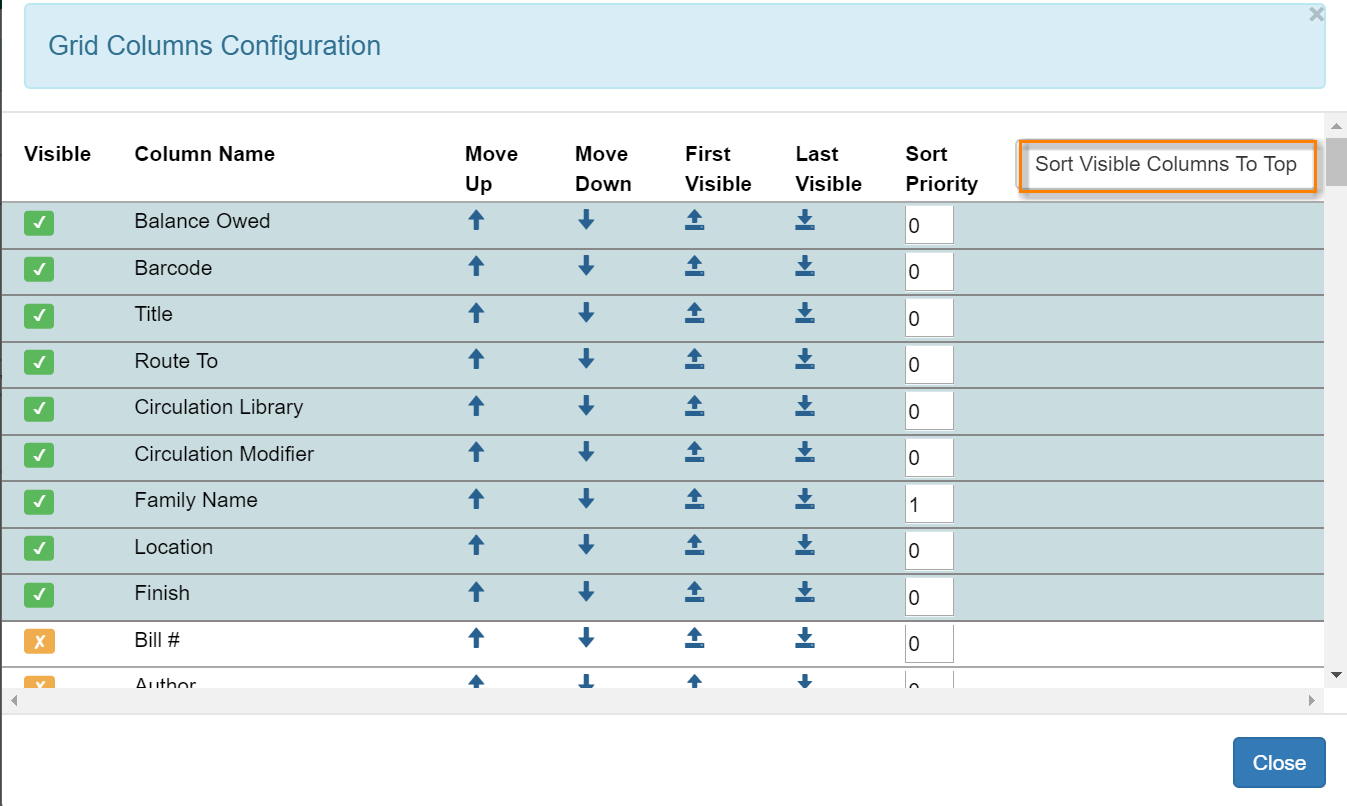 Grid Columns Configuration
×
Visible Column Name Move Up Move Down First Visible Last Visible Sort Priority Sort Visible Columns To Top
✓ Balance Owed 0
✓ Barcode 0
✓ Title 0
✓ Route To 0
✓ Circulation Library 0
✓ Circulation Modifier 0
✓ Family Name 1
✓ Location 0
✓ Finish 0
✗ Bill # 0
✗ Author 0
Close